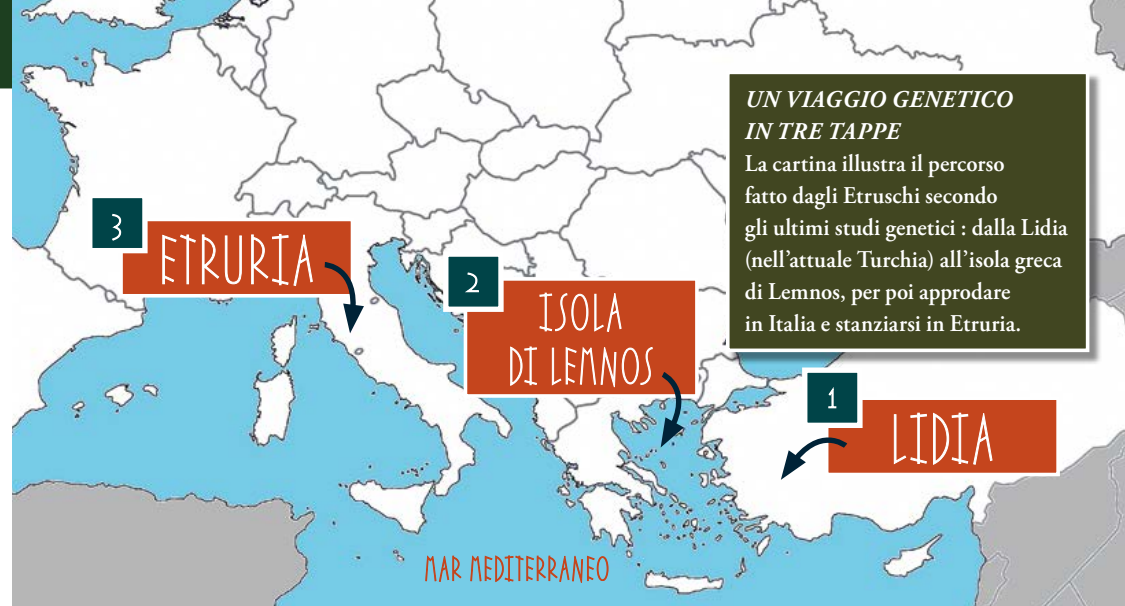 UN VIAGGIO GENETICO
IN TRE TAPPE
La cartina illustra il percorso
fatto dagli Etruschi secondo
gli ultimi studi genetici : dalla Lidia
(nell'attuale Turchia) all'isola greca
di Lemnos, per poi approdare
in Italia e stanziarsi in Etruria.
3
ETRURIA
2
ISOLA
DI LEMNOS
1
LIDIA
MAR MEDITERRANEO